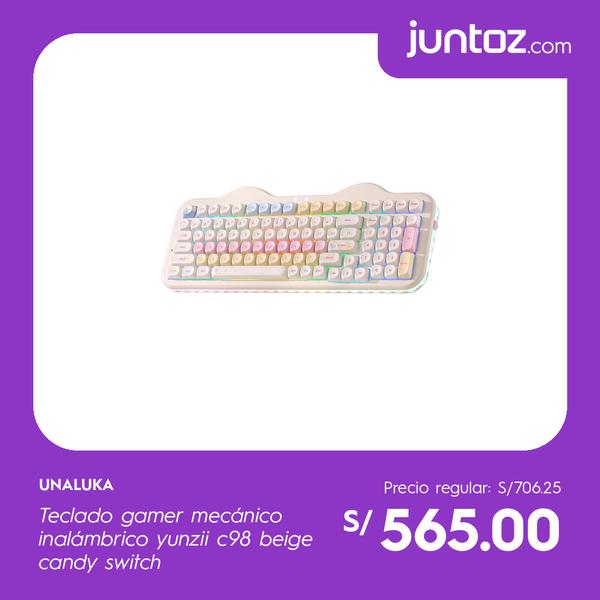 juntoz.com
UNALUKA
Teclado gamer mecánico
inalámbrico yunzii c98 beige
candy switch
Precio regular: S/706.25
S/ 565.00